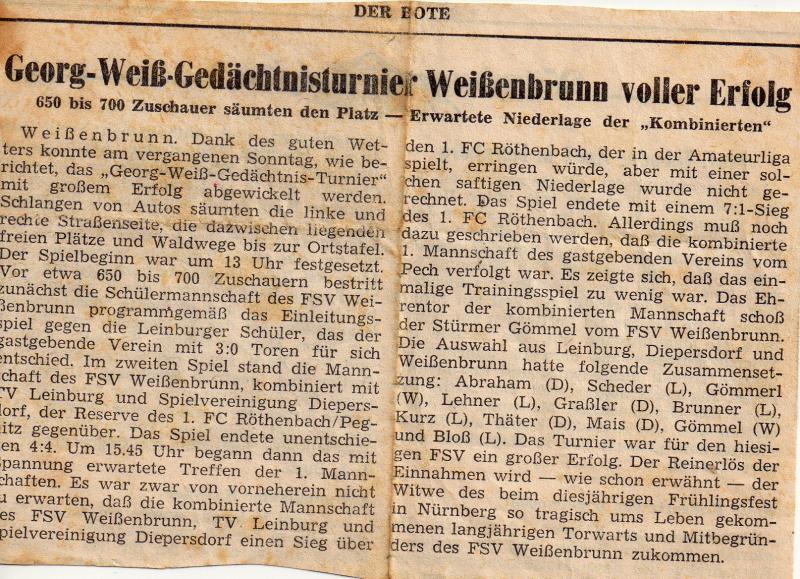 DER BOTE
Georg-Weiß-Gedächtnisturnier Weißenbrunn voller Erfolg
650 bis 700 Zuschauer säumten den Platz — Erwartete Niederlage der „Kombinierten“
Weißenbrunn. Dank des guten Wet-
ters konnte am vergangenen Sonntag, wie be-
richtet, das „Georg-Weiß-Gedächtnis-Turnier“
mit großem Erfolg abgewickelt werden.
Schlangen von Autos säumten die linke und
rechte Straßenseite, die dazwischen liegenden
freien Plätze und Waldwege bis zur Ortstafel.
Der Spielbeginn war um 13 Uhr festgesetzt.
Vor etwa 650 bis 700 Zuschauern bestritt
zunächst die Schülermannschaft des FSV Wei-
ßenbrunn programmgemäß das Einleitungs-
spiel gegen die Leinburger Schüler, das der
gastgebende Verein mit 3:0 Toren für sich
entschied. Im zweiten Spiel stand die Mann-
schaft des FSV Weißenbrunn, kombiniert mit
TV Leinburg und Spielvereinigung Diepers-
dorf, der Reserve des 1. FC Röthenbach/Peg-
nitz gegenüber. Das Spiel endete unentschie-
en 4:4. Um 15.45 Uhr begann dann das mit
Spannung erwartete Treffen der 1. Mann-
chaften. Es war zwar von vorneherein nicht
u erwarten, daß die kombinierte Mannschaft
es FSV Weißenbrunn, TV Leinburg und
pielvereinigung Diepersdorf einen Sieg über
den 1. FC Röthenbach, der in der Amateurliga
spielt, erringen würde, aber mit einer sol-
chen saftigen Niederlage wurde nicht ge-
rechnet. Das Spiel endete mit einem 7:1-Sieg
des 1. FC Röthenbach. Allerdings muß noch
dazu geschrieben werden, daß die kombinierte
1. Mannschaft des gastgebenden Vereins vom
Pech verfolgt war. Es zeigte sich, daß das ein-
malige Trainingsspiel zu wenig war. Das Eh-
rentor der kombinierten Mannschaft schoß
der Stürmer Gömmel vom FSV Weißenbrunn.
Die Auswahl aus Leinburg, Diepersdorf und
Weißenbrunn hatte folgende Zusammenset-
zung: Abraham (D), Scheder (L), Gömmerl
(W), Lehner (L), Graßler (D), Brunner (L),
Kurz (L), Thäter (D), Mais (D), Gömmel (W)
und Bloß (L). Das Turnier war für den hiesi-
gen FSV ein großer Erfolg. Der Reinerlös der
Einnahmen wird — wie schon erwähnt — der
Witwe des beim diesjährigen Frühlingsfest
in Nürnberg so tragisch ums Leben gekom-
menen langjährigen Torwarts und Mitbegrün-
ders des FSV Weißenbrunn zukommen.